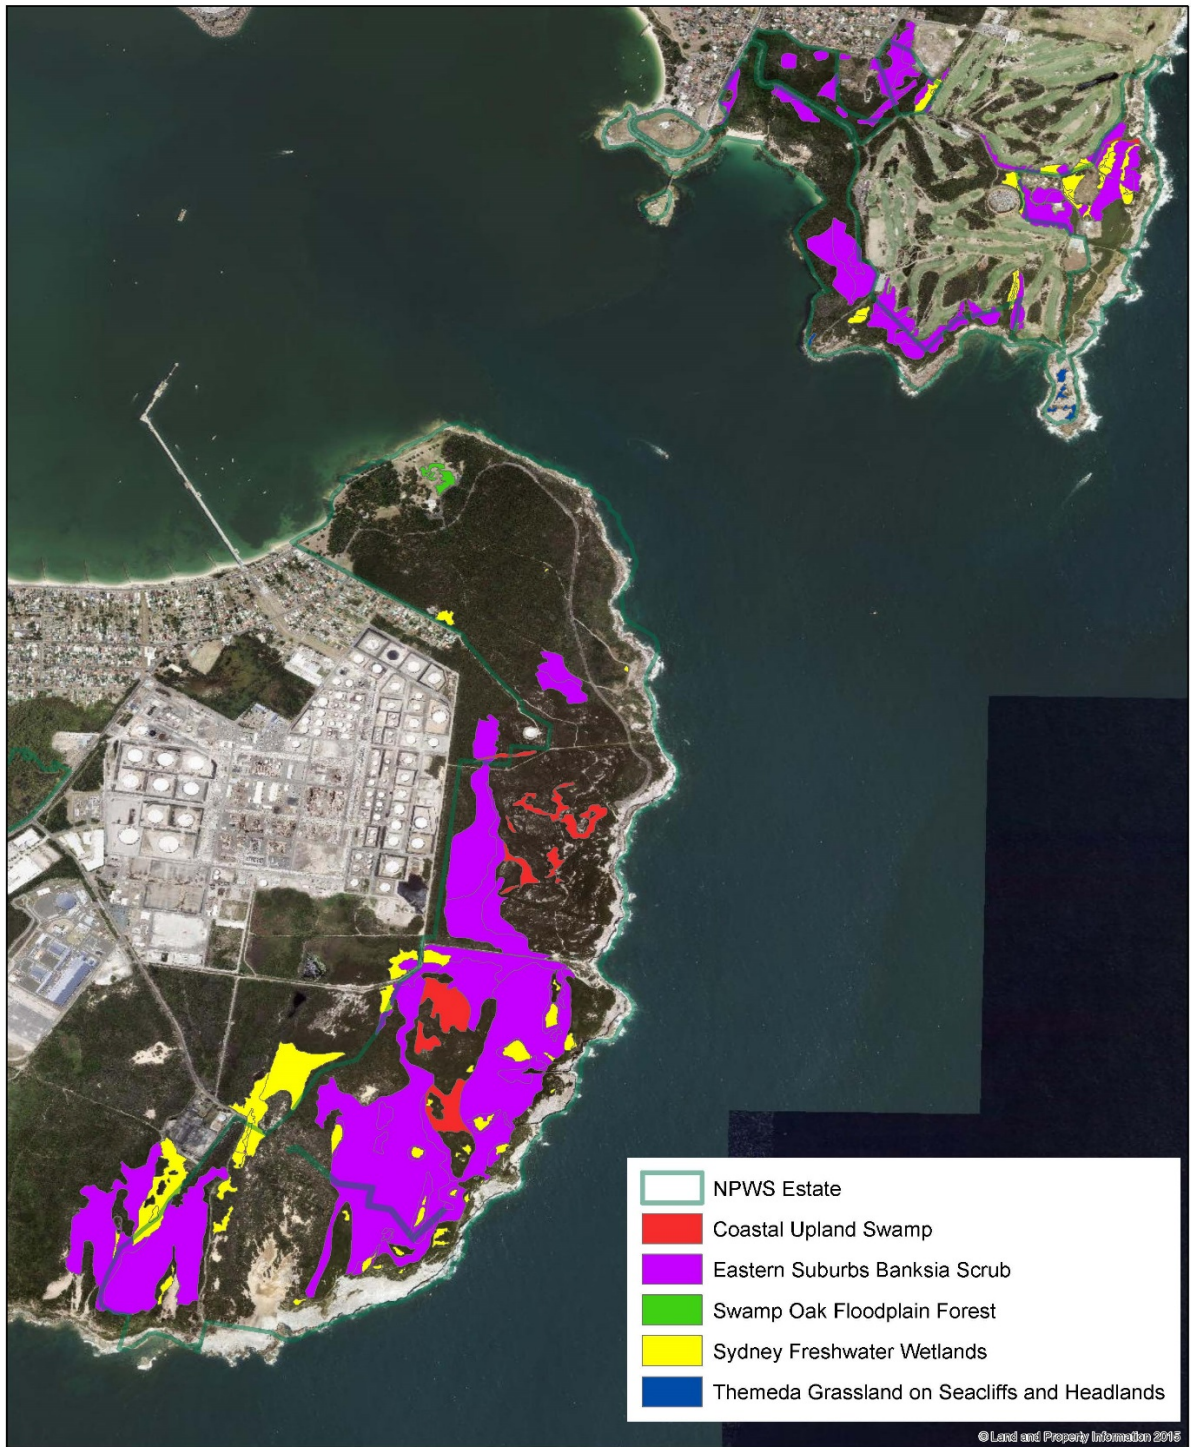 NPWS Estate
Coastal Upland Swamp
Eastern Suburbs Banksia Scrub
Swamp Oak Floodplain Forest
Sydney Freshwater Wetlands
Themeda Grassland on Seacliffs and Headlands
© Land and Property Information 2015